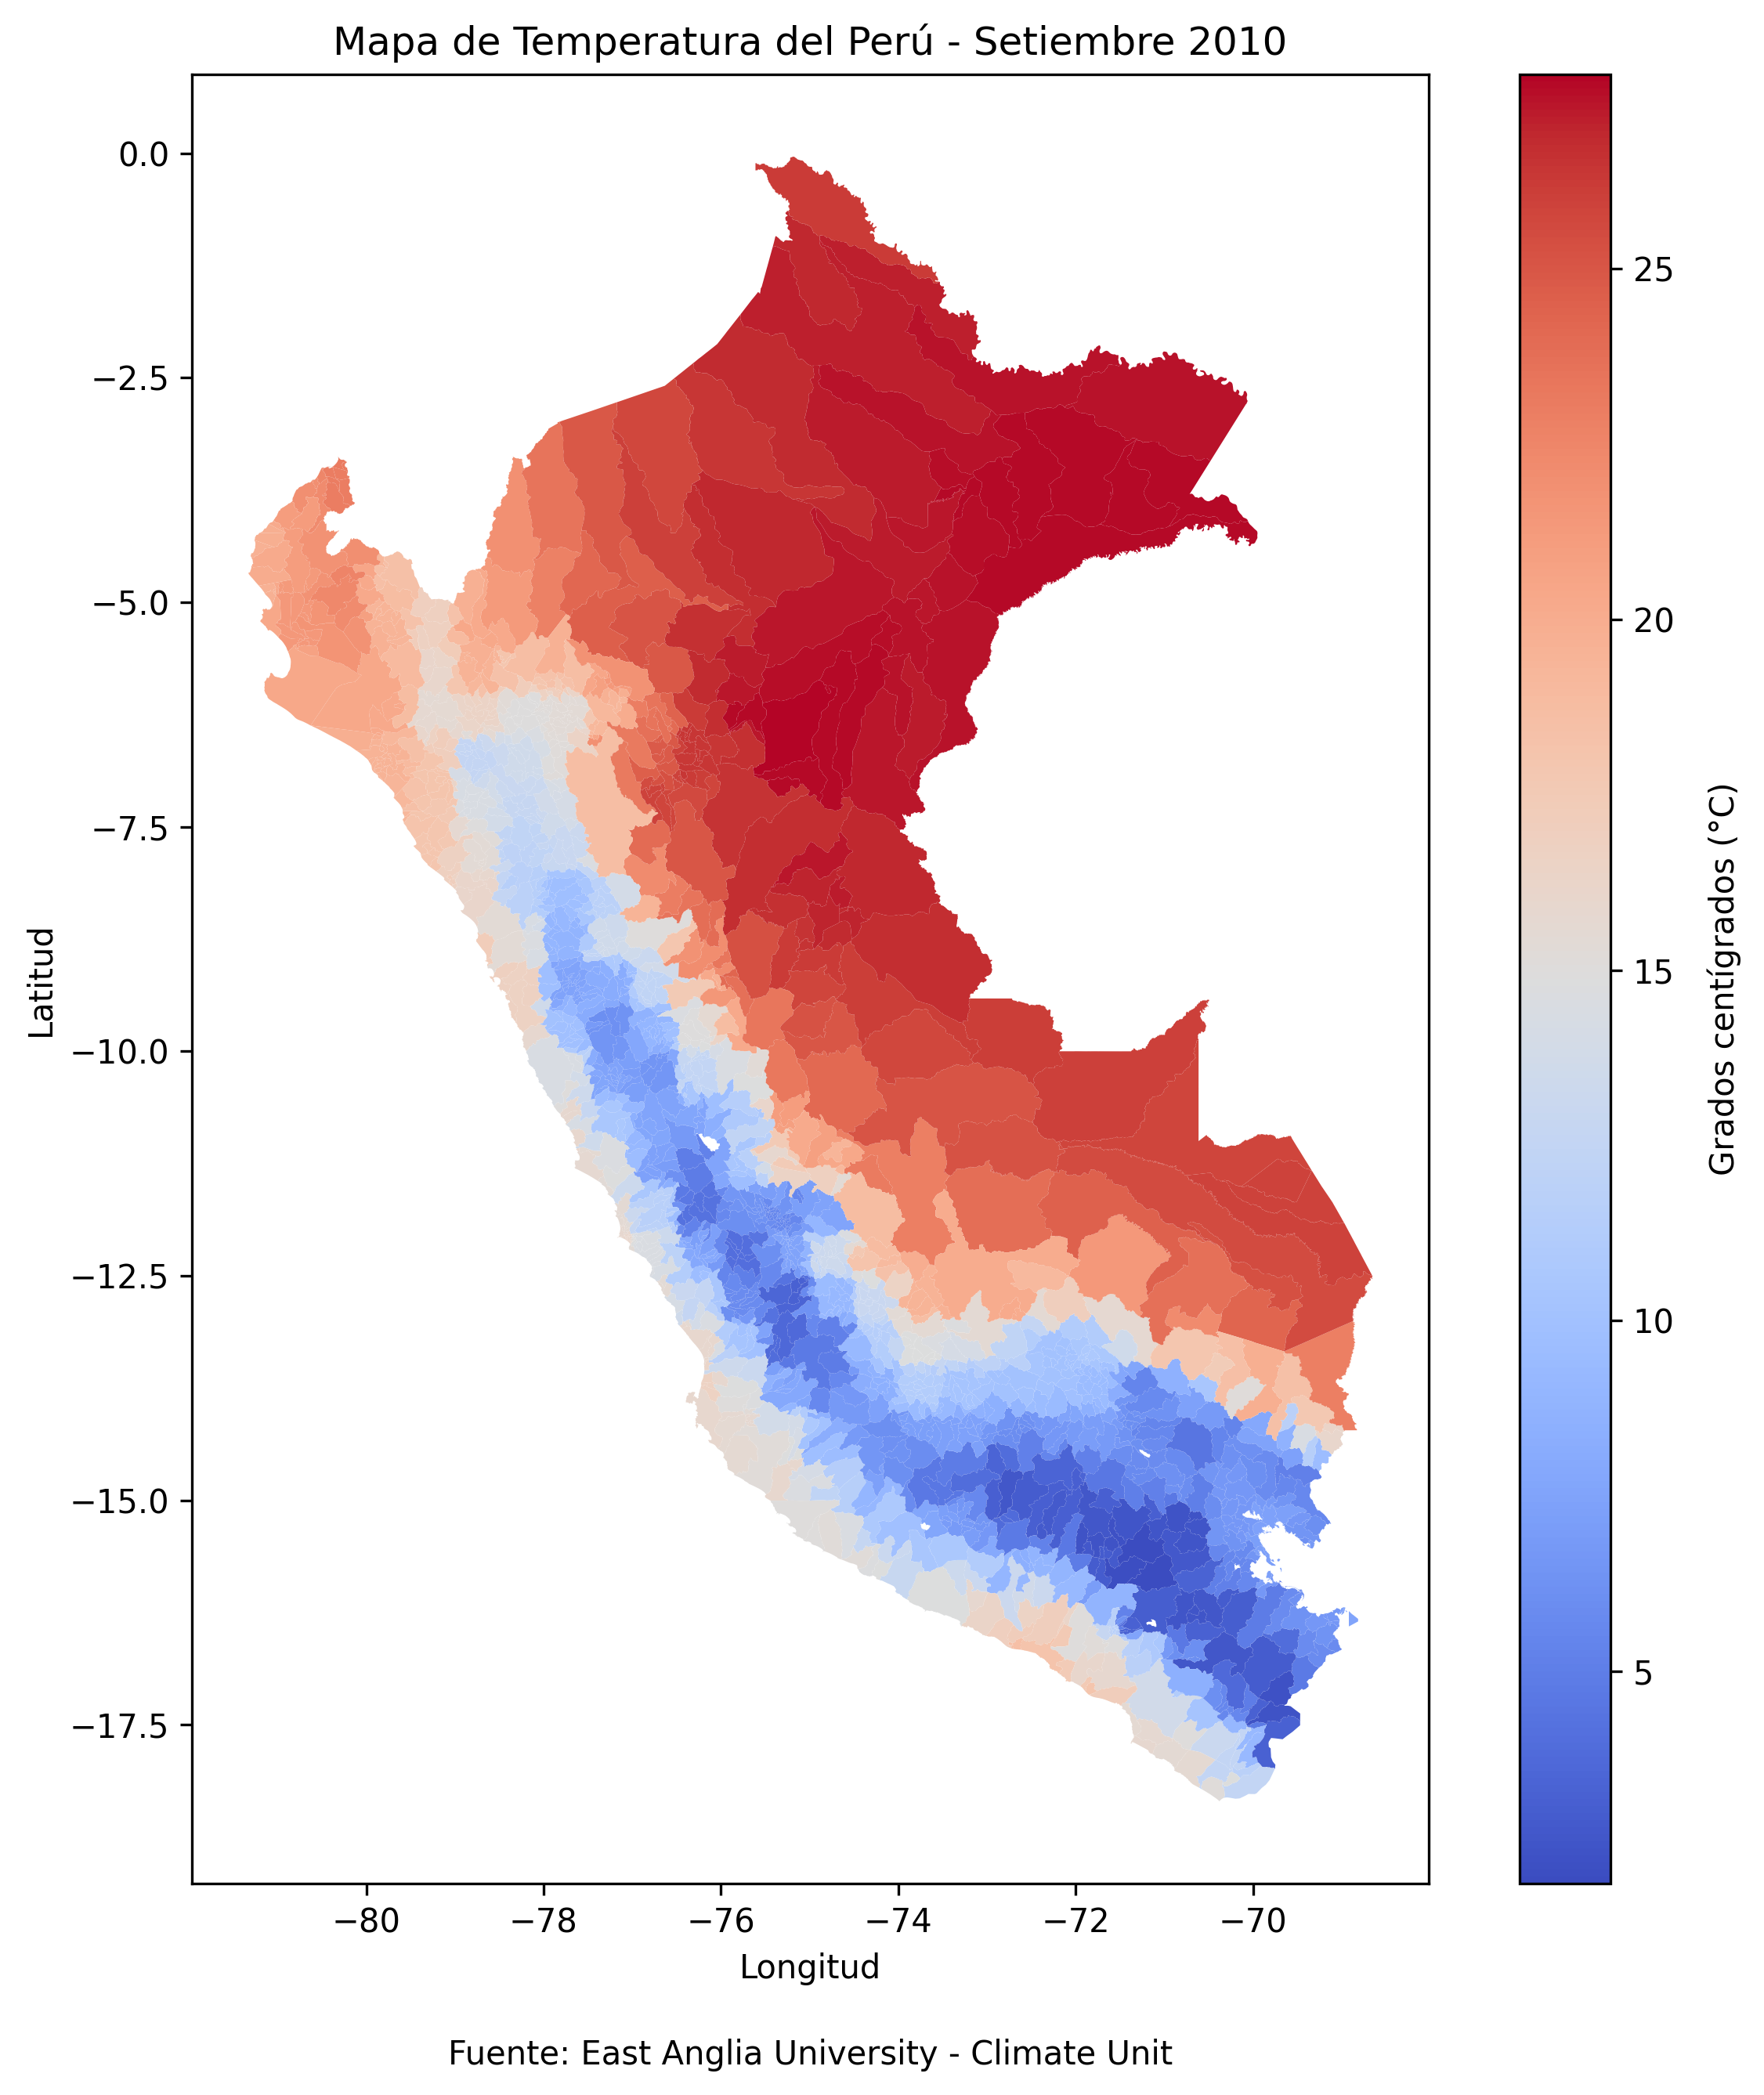 Mapa de Temperatura del Perú - Setiembre 2010
0.0
−2.5
−5.0
−7.5
−10.0
−12.5
−15.0
−17.5
Latitud
−80 −78 −76 −74 −72 −70
Longitud
25
20
15
10
5
Grados centígrados (°C)
Fuente: East Anglia University - Climate Unit